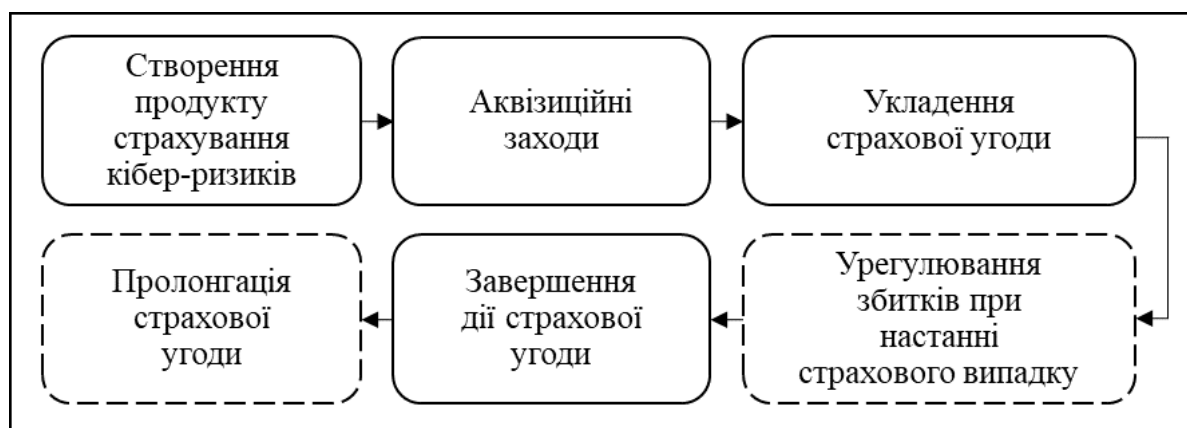 Створення
продукту
страхування
кібер-ризиків
Аквізиційні
заходи
Укладення
страхової угоди
Пролонгація
страхової
угоди
Завершення
дії страхової
угоди
Урегулювання
збитків при
настанні
страхового випадку